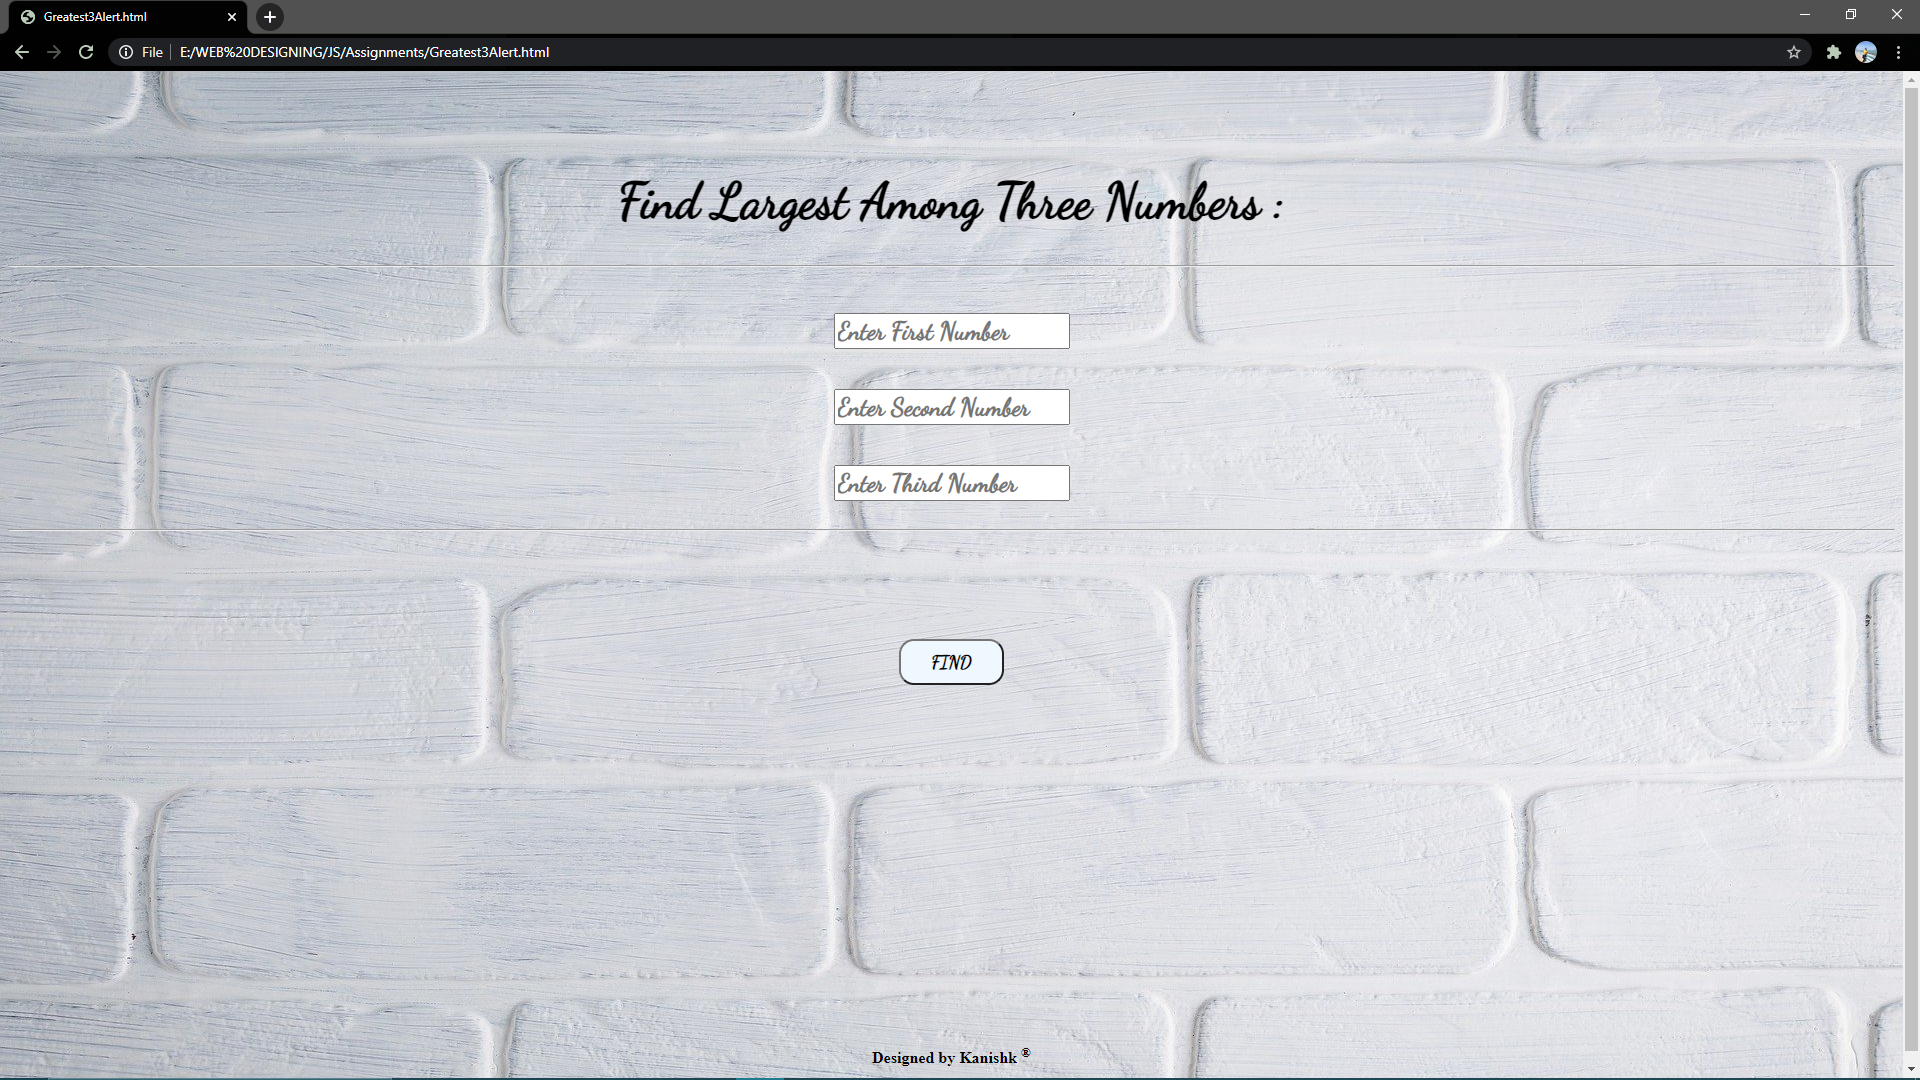 Greatest3Alert.html
File E:/WEB%20DESIGNING/JS/Assignments/Greatest3Alert.html
Find Largest Among Three Numbers :
Enter First Number
Enter Second Number
Enter Third Number
FIND
Designed by Kanishk ®